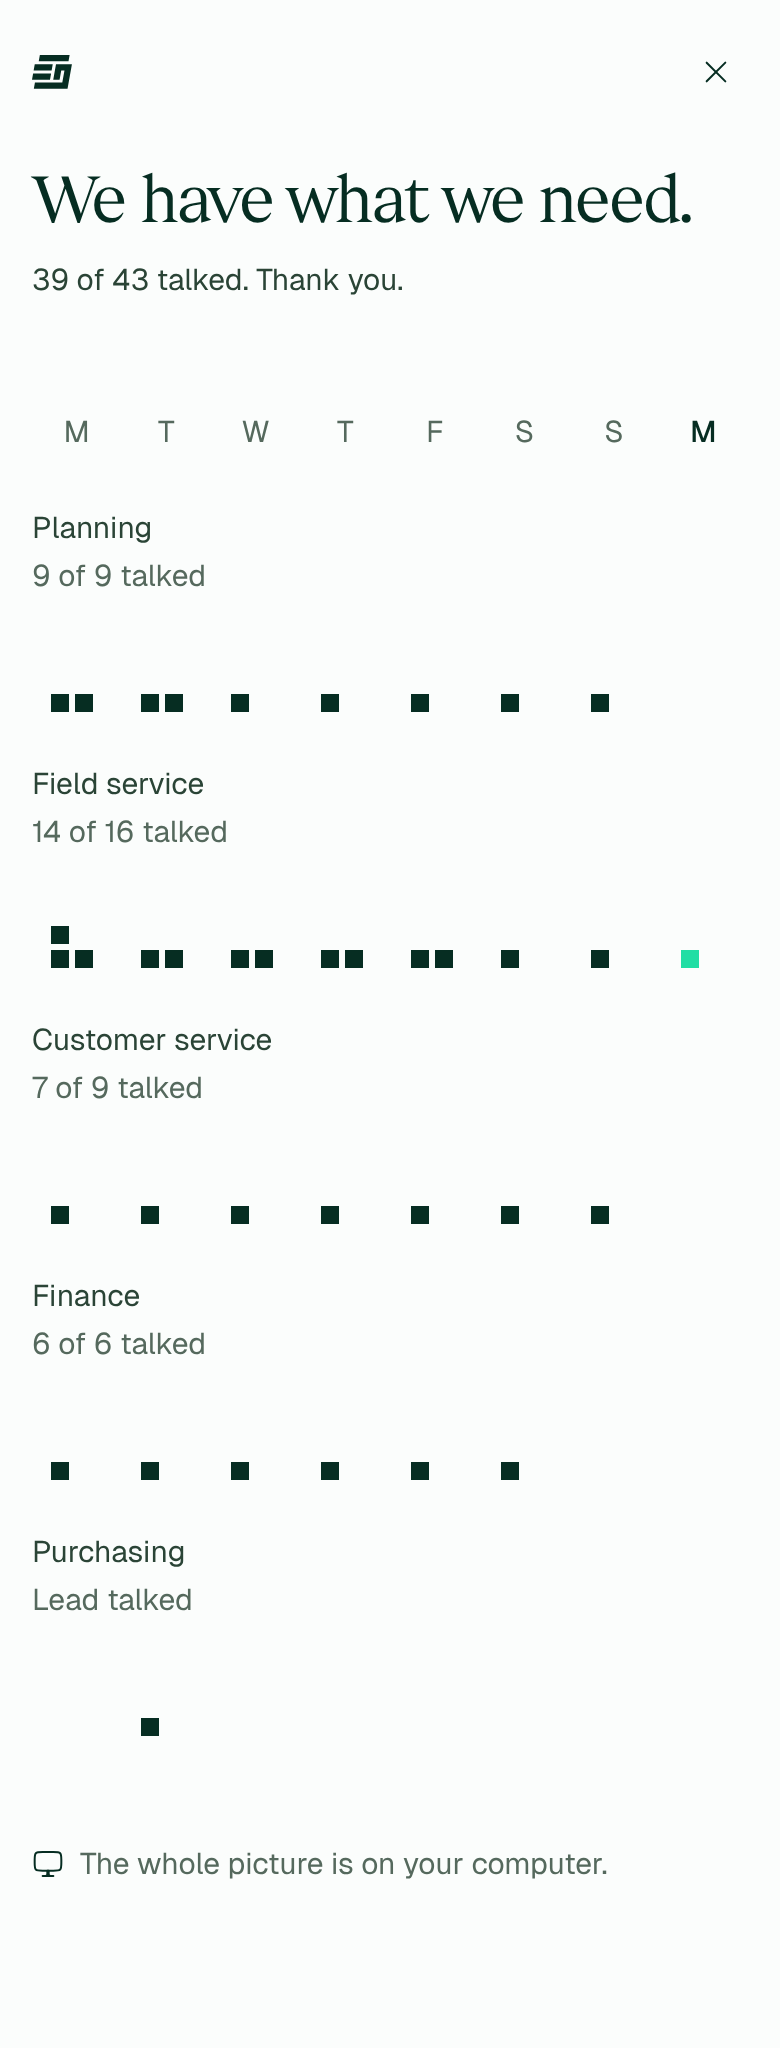 We have what we need.
39 of 43 talked. Thank you.
M T W T F S S M
Planning
9 of 9 talked
Field service
14 of 16 talked
Customer service
7 of 9 talked
Finance
6 of 6 talked
Purchasing
Lead talked
The whole picture is on your computer.